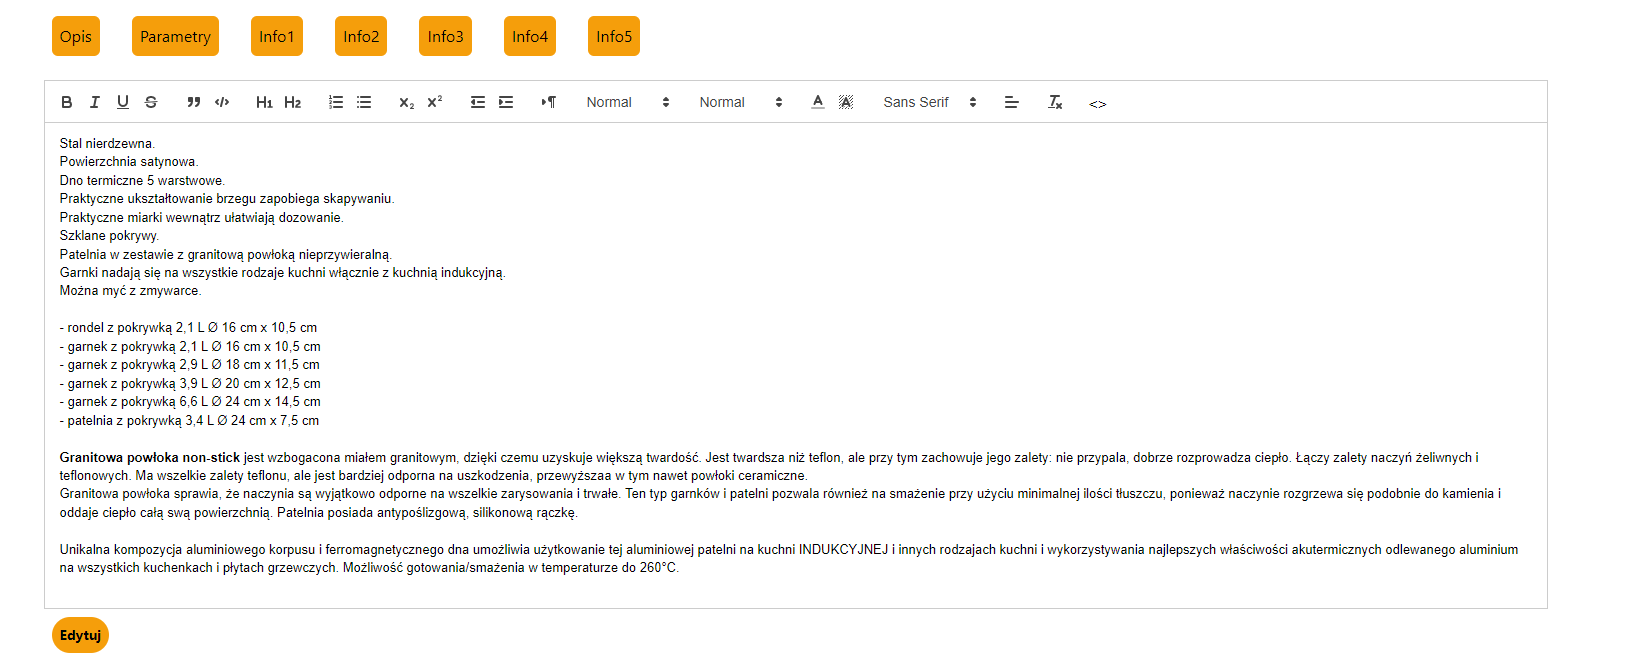 Opis Parametry Info1 Info2 Info3 Info4 Info5
B I U S H1 H2 X2 X2 Normal Normal A A Sans Serif Tx <>
Stal nierdzewna.
Powierzchnia satynowa.
Dno termiczne 5 warstwowe.
Praktyczne ukształtowanie brzegu zapobiega skapywaniu.
Praktyczne miarki wewnątrz ułatwiają dozowanie.
Szklane pokrywy.
Patelnia w zestawie z granitową powłoką nieprzywieralną.
Garnki nadają się na wszystkie rodzaje kuchni włącznie z kuchnią indukcyjną.
Można myć z zmywarce.
- rondel z pokrywką 2,1 L Ø 16 cm x 10,5 cm
- garnek z pokrywką 2,1 L Ø 16 cm x 10,5 cm
- garnek z pokrywką 2,9 L Ø 18 cm x 11,5 cm
- garnek z pokrywką 3,9 L Ø 20 cm x 12,5 cm
- garnek z pokrywką 6,6 L Ø 24 cm x 14,5 cm
- patelnia z pokrywką 3,4 L Ø 24 cm x 7,5 cm
Granitowa powłoka non-stick jest wzbogacona miałem granitowym, dzięki czemu uzyskuje większą twardość. Jest twardsza niż teflon, ale przy tym zachowuje jego zalety: nie przypala, dobrze rozprowadza ciepło. Łączy zalety naczyń żeliwnych i
teflonowych. Ma wszelkie zalety teflonu, ale jest bardziej odporna na uszkodzenia, przewyższaa w tym nawet powłoki ceramiczne.
Granitowa powłoka sprawia, że naczynia są wyjątkowo odporne na wszelkie zarysowania i trwałe. Ten typ garnków i patelni pozwala również na smażenie przy użyciu minimalnej ilości tłuszczu, ponieważ naczynie rozgrzewa się podobnie do kamienia i
oddaje ciepło całą swą powierzchnią. Patelnia posiada antypoślizgową, silikonową rączkę.
Unikalna kompozycja aluminiowego korpusu i ferromagnetycznego dna umożliwia użytkowanie tej aluminiowej patelni na kuchni INDUKCYJNEJ i innych rodzajach kuchni i wykorzystywania najlepszych właściwości akutermicznych odlewanego aluminium
na wszystkich kuchenkach i płytach grzewczych. Możliwość gotowania/smażenia w temperaturze do 260°C.
Edytuj